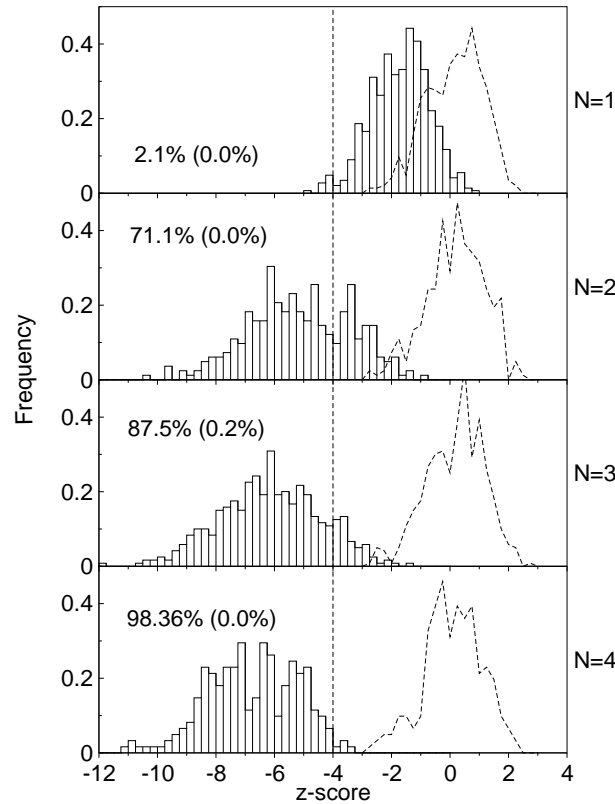 Frequency
0.4
0.2
0
2.1% (0.0%)
N=1
0.4
0.2
0
71.1% (0.0%)
N=2
0.4
0.2
0
87.5% (0.2%)
N=3
0.4
0.2
0
98.36% (0.0%)
N=4
-12 -10 -8 -6 -4 -2 0 2 4
z-score